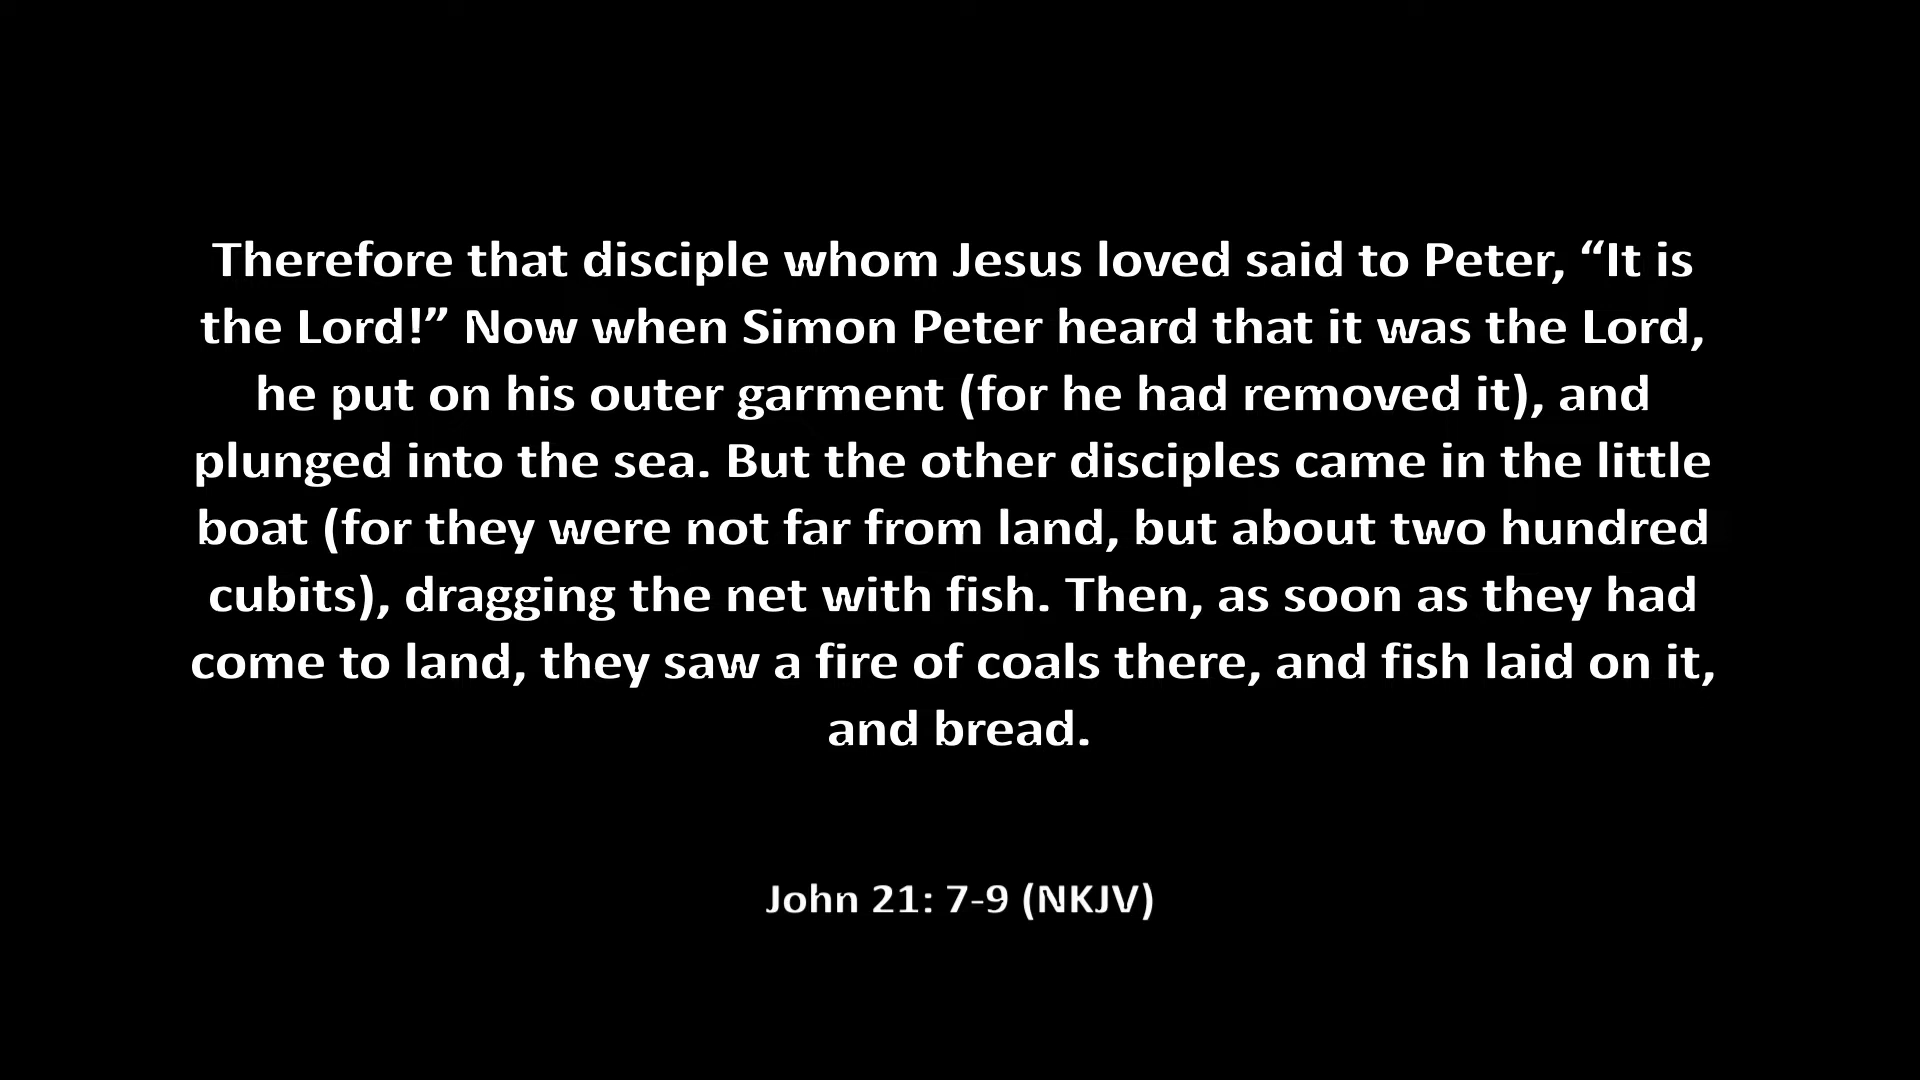 Therefore that disciple whom Jesus loved said to Peter, “It is
the Lord!” Now when Simon Peter heard that it was the Lord,
he put on his outer garment (for he had removed it), and
plunged into the sea. But the other disciples came in the little
boat (for they were not far from land, but about two hundred
cubits), dragging the net with fish. Then, as soon as they had
come to land, they saw a fire of coals there, and fish laid on it,
and bread.
John 21: 7-9 (NKJV)